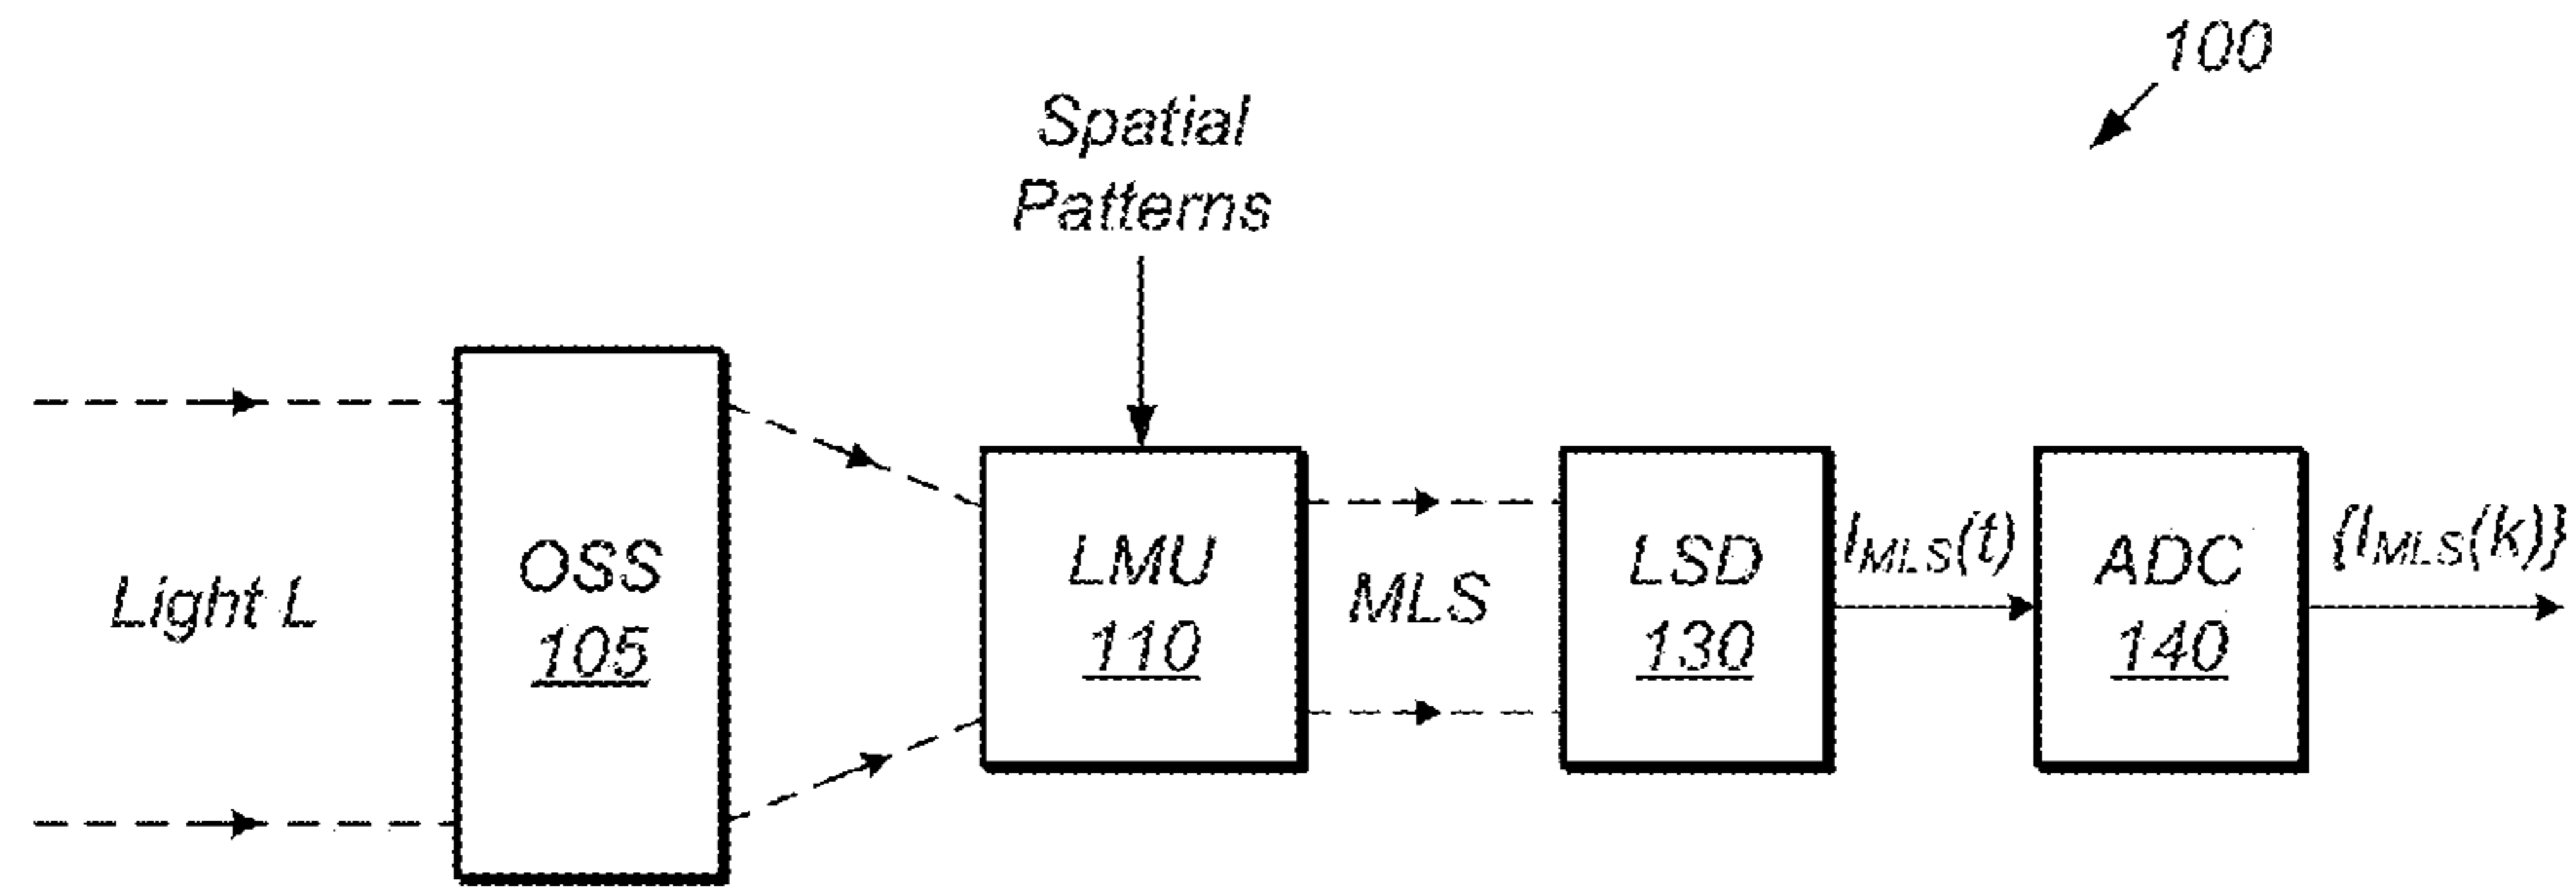 100
Spatial
Patterns
Light L
OSS
105
LMU
110
MLS
LSD
130
I_MLS(t)
ADC
140
{I_MLS(k)}